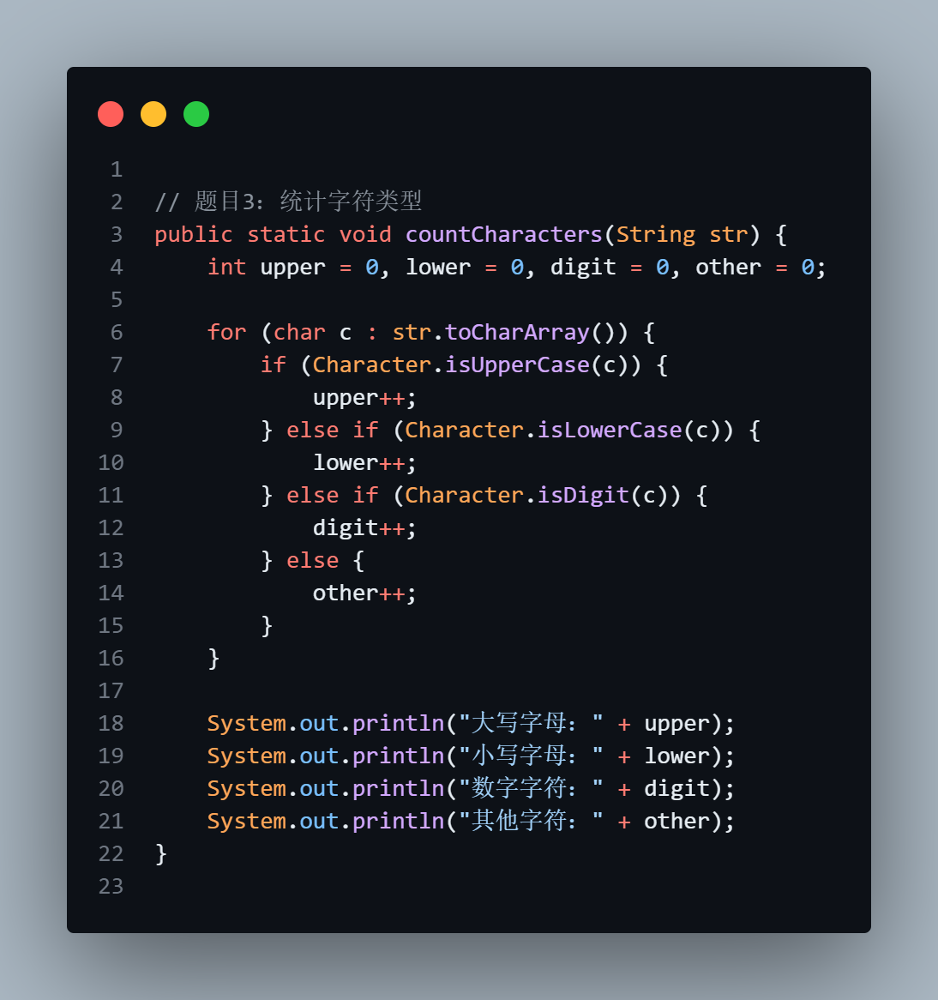 1
2 // 题目3：统计字符类型
3 public static void countCharacters(String str) {
4     int upper = 0, lower = 0, digit = 0, other = 0;
5
6     for (char c : str.toCharArray()) {
7         if (Character.isUpperCase(c)) {
8             upper++;
9         } else if (Character.isLowerCase(c)) {
10             lower++;
11         } else if (Character.isDigit(c)) {
12             digit++;
13         } else {
14             other++;
15         }
16     }
17
18     System.out.println("大写字母：" + upper);
19     System.out.println("小写字母：" + lower);
20     System.out.println("数字字符：" + digit);
21     System.out.println("其他字符：" + other);
22 }
23